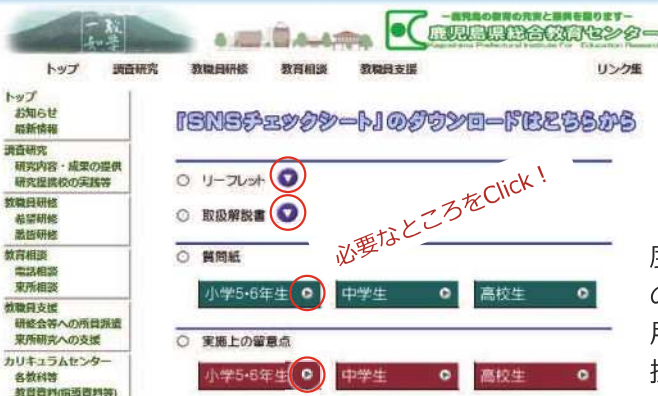 －鹿児島の教育の充実と振興を図ります－
鹿児島県総合教育センター
Kagoshima Prefectural Institute For Education Research
トップ 調査研究 教職員研修 教育相談 教職員支援 リンク集
トップ
お知らせ
最新情報
調査研究
研究内容・成果の提供
研究提携校の実践等
教職員研修
希望研修
悉皆研修
教育相談
電話相談
来所相談
教職員支援
研修会等への所員派遣
来所研究への支援
カリキュラムセンター
各教科等
教育資料(指導資料等)
『SNSチェックシート』のダウンロードはこちらから
○ リーフレット
○ 取扱解説書
必要なところをClick！
○ 質問紙
小学5・6年生 中学生 高校生
○ 実施上の留意点
小学5・6年生 中学生 高校生
の